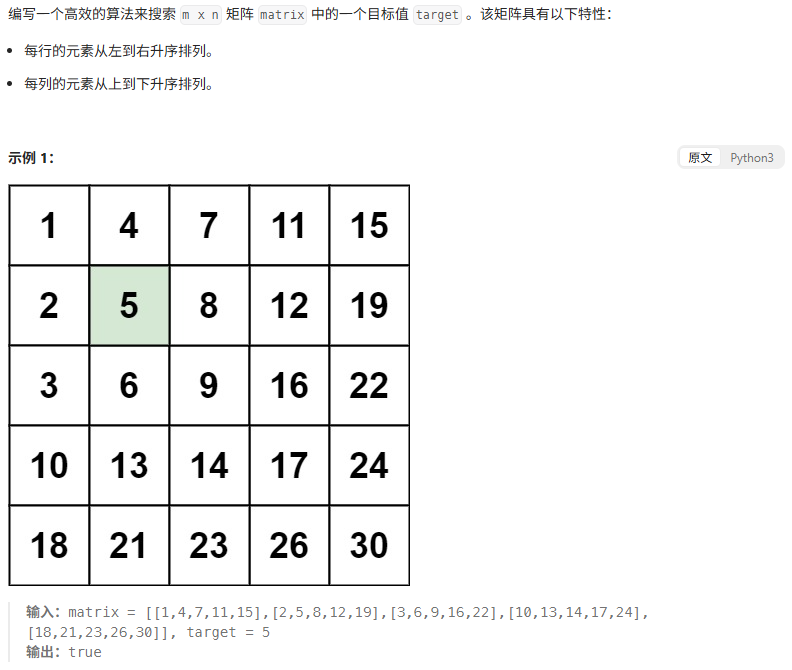 编写一个高效的算法来搜索 m x n 矩阵 matrix 中的一个目标值 target 。该矩阵具有以下特性：
• 每行的元素从左到右升序排列。
• 每列的元素从上到下升序排列。
示例 1：
原文 Python3
1 4 7 11 15
2 5 8 12 19
3 6 9 16 22
10 13 14 17 24
18 21 23 26 30
输入：matrix = [[1,4,7,11,15],[2,5,8,12,19],[3,6,9,16,22],[10,13,14,17,24],
[18,21,23,26,30]], target = 5
输出：true